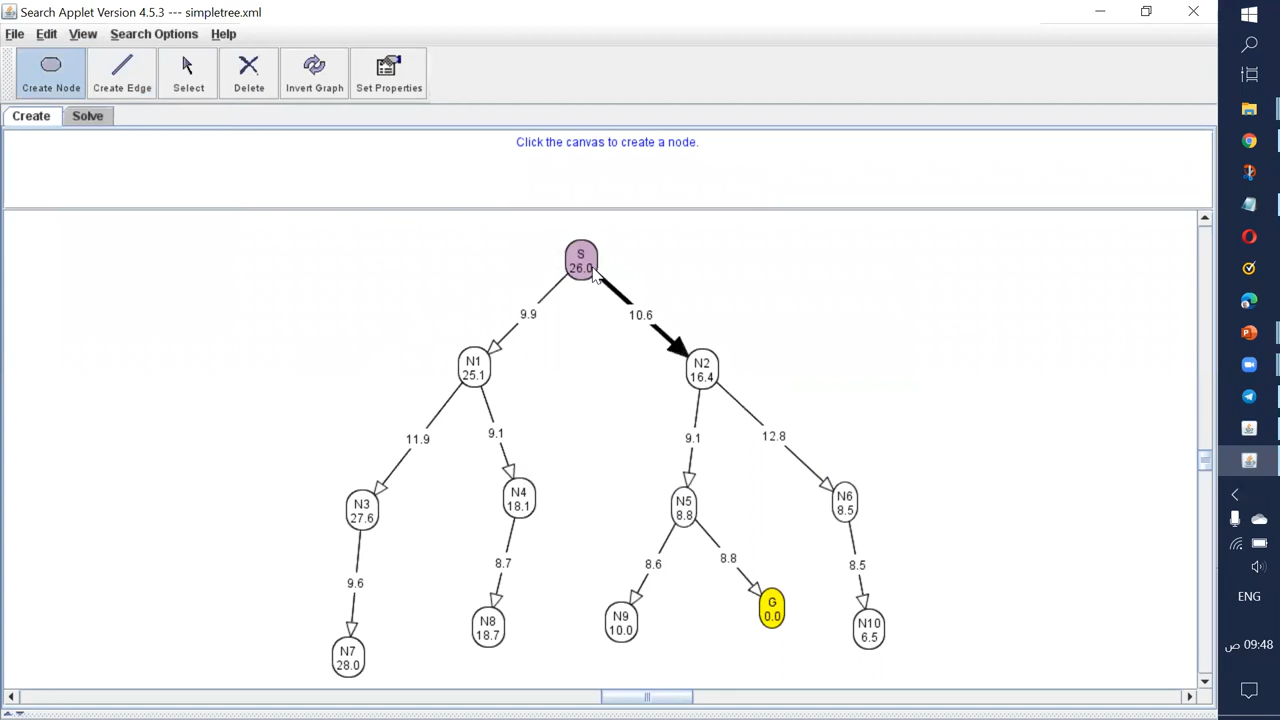 Search Applet Version 4.5.3 --- simpletree.xml
File Edit View Search Options Help
Create Node Create Edge Select Delete Invert Graph Set Properties
Create Solve
Click the canvas to create a node.
S
26.0
9.9
10.6
N1
25.1
N2
16.4
11.9
9.1
9.1
12.8
N3
27.6
N4
18.1
N5
8.8
N6
8.5
9.6
8.7
8.6
8.8
8.5
N7
28.0
N8
18.7
N9
10.0
G
0.0
N10
6.5
ENG
09:48 ص